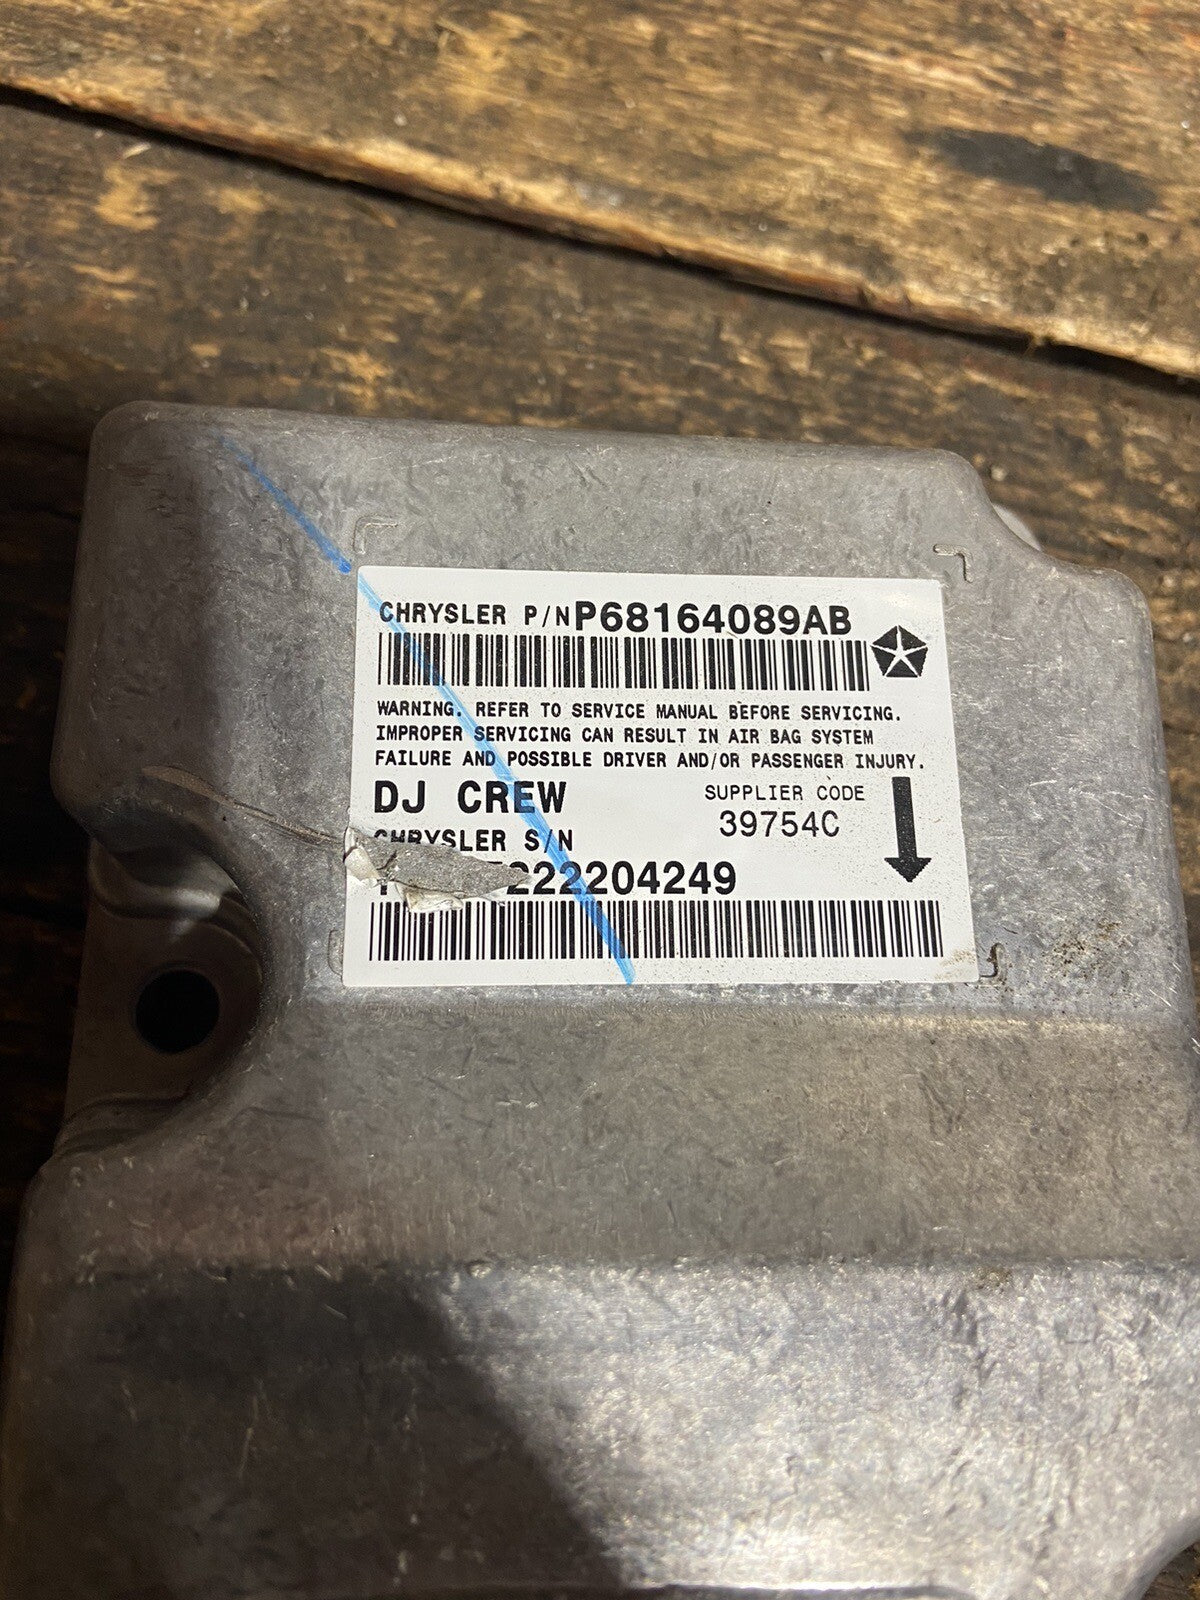 CHRYSLER P/N P68164089AB
WARNING. REFER TO SERVICE MANUAL BEFORE SERVICING.
IMPROPER SERVICING CAN RESULT IN AIR BAG SYSTEM
FAILURE AND POSSIBLE DRIVER AND/OR PASSENGER INJURY.
DJ CREW
SUPPLIER CODE
39754C
CHRYSLER S/N
222204249